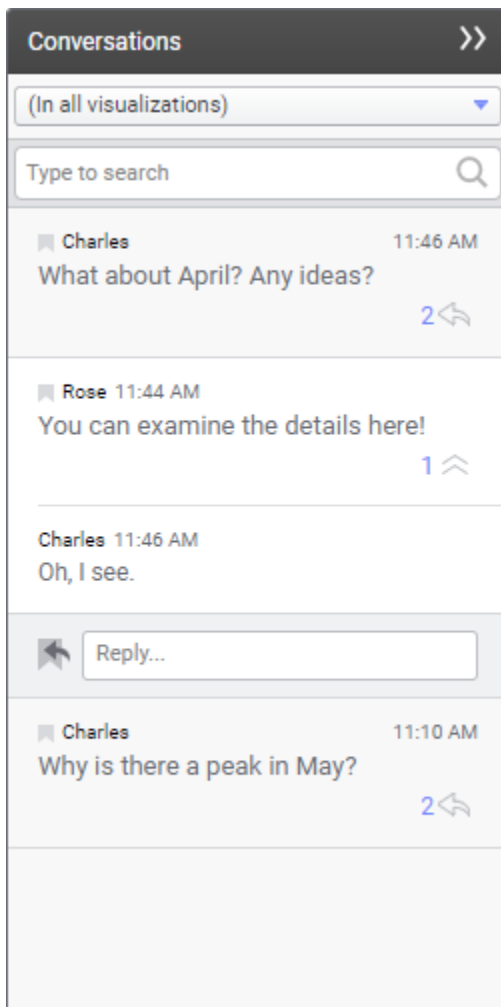 Conversations
(In all visualizations)
Type to search
Charles 11:46 AM
What about April? Any ideas?
2
Rose 11:44 AM
You can examine the details here!
1
Charles 11:46 AM
Oh, I see.
Reply...
Charles 11:10 AM
Why is there a peak in May?
2